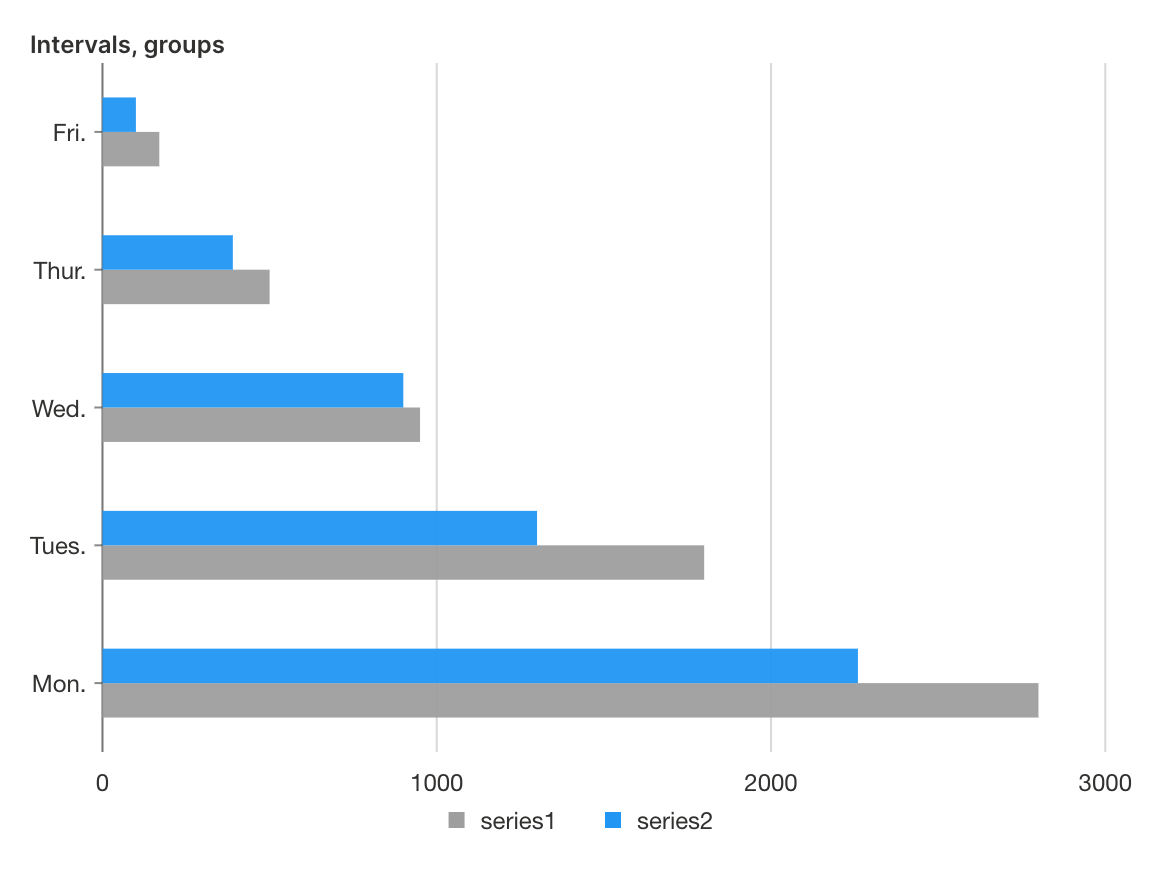 Intervals, groups
Fri.
Thur.
Wed.
Tues.
Mon.
0 1000 2000 3000
series1 series2